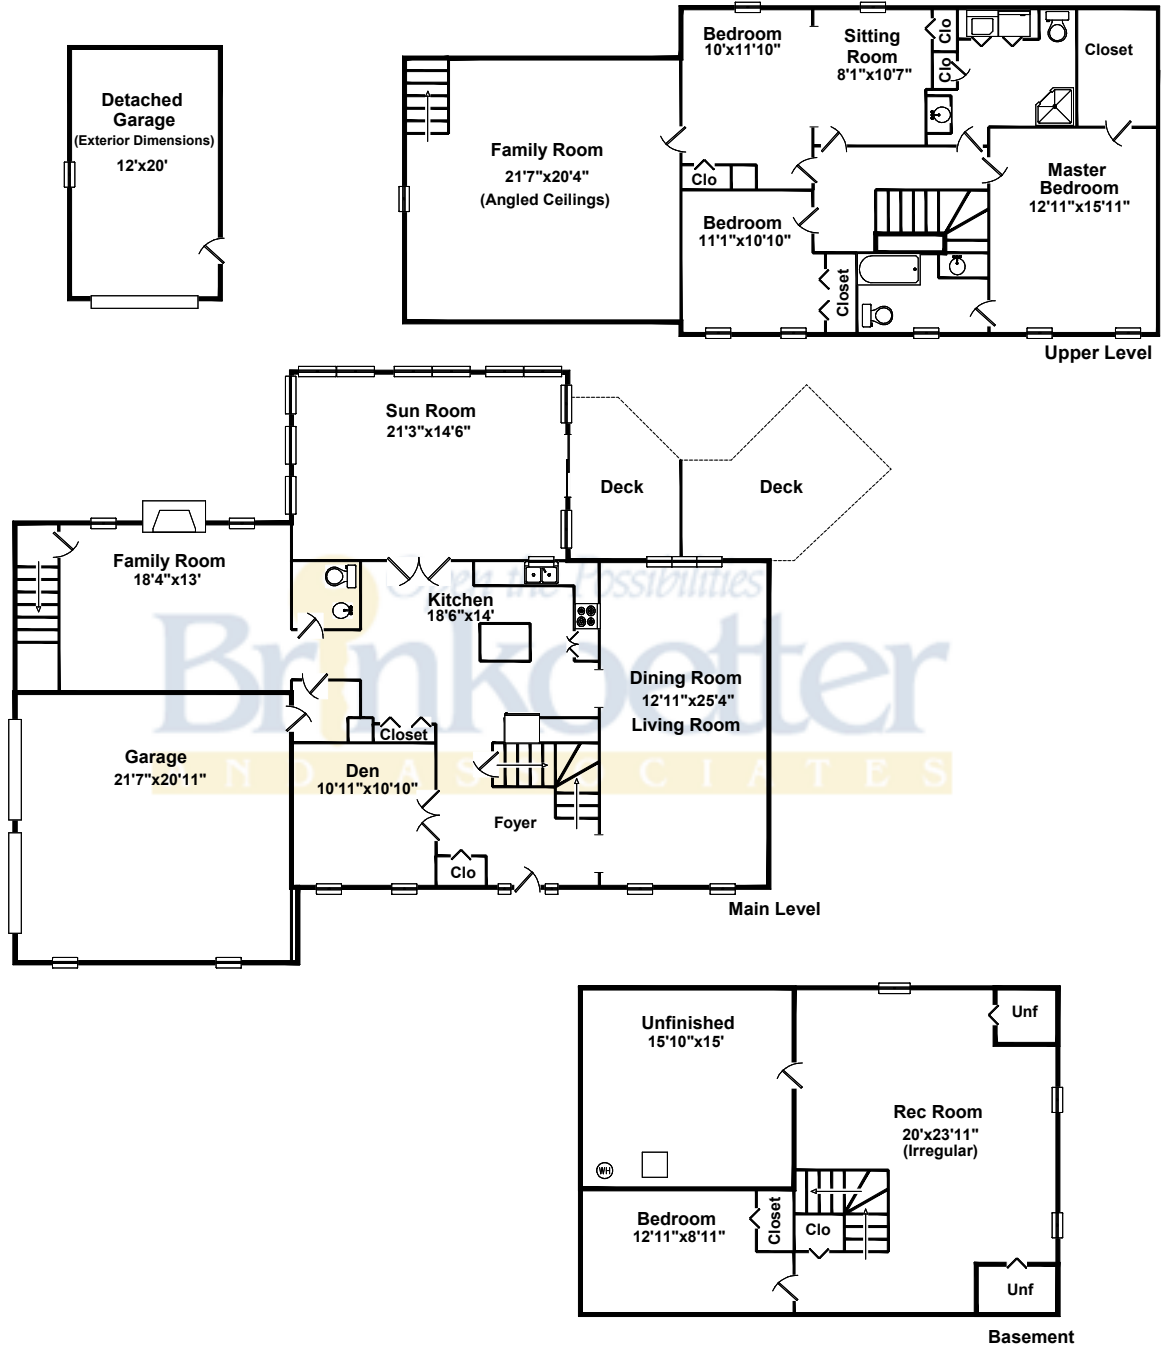 Detached
Garage
(Exterior Dimensions)
12'x20'
Bedroom
10'x11'10"
Sitting
Room
8'1"x10'7"
Clo
Clo
Closet
Family Room
21'7"x20'4"
(Angled Ceilings)
Clo
Master
Bedroom
12'11"x15'11"
Bedroom
11'1"x10'10"
Closet
Upper Level
Sun Room
21'3"x14'6"
Deck
Deck
Family Room
18'4"x13'
Open the Possibilities
Kitchen
18'6"x14'
Brinkoetter
AND ASSOCIATES
Dining Room
12'11"x25'4"
Living Room
Closet
Garage
21'7"x20'11"
Den
10'11"x10'10"
Foyer
Clo
Main Level
Unfinished
15'10"x15'
Unf
Rec Room
20'x23'11"
(Irregular)
WH
Bedroom
12'11"x8'11"
Closet
Clo
Unf
Basement